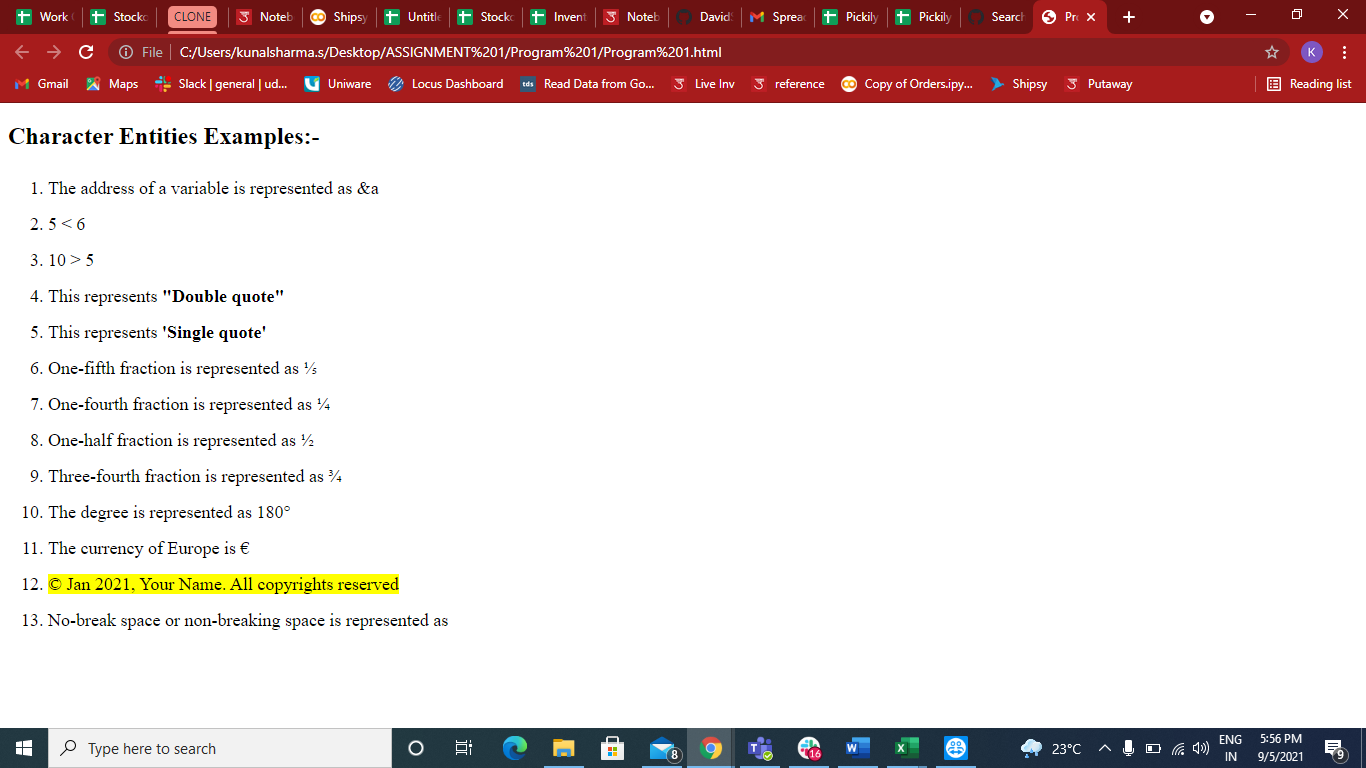 Work
Stockc
CLONE
Noteb
Shipsy
Untitle
Stockc
Invent
Noteb
David
Sprea
Pickily
Pickily
Search
Pr
File
C:/Users/kunalsharma.s/Desktop/ASSIGNMENT%201/Program%201/Program%201.html
K
Gmail
Maps
Slack | general | ud...
Uniware
Locus Dashboard
tds
Read Data from Go...
Live Inv
reference
Copy of Orders.ipy...
Shipsy
Putaway
Reading list
Character Entities Examples:-
1. The address of a variable is represented as &a
2. 5 < 6
3. 10 > 5
4. This represents "Double quote"
5. This represents 'Single quote'
6. One-fifth fraction is represented as ⅕
7. One-fourth fraction is represented as ¼
8. One-half fraction is represented as ½
9. Three-fourth fraction is represented as ¾
10. The degree is represented as 180°
11. The currency of Europe is €
12. © Jan 2021, Your Name. All copyrights reserved
13. No-break space or non-breaking space is represented as
Type here to search
8
16
23°C
ENG
IN
5:56 PM
9/5/2021
9